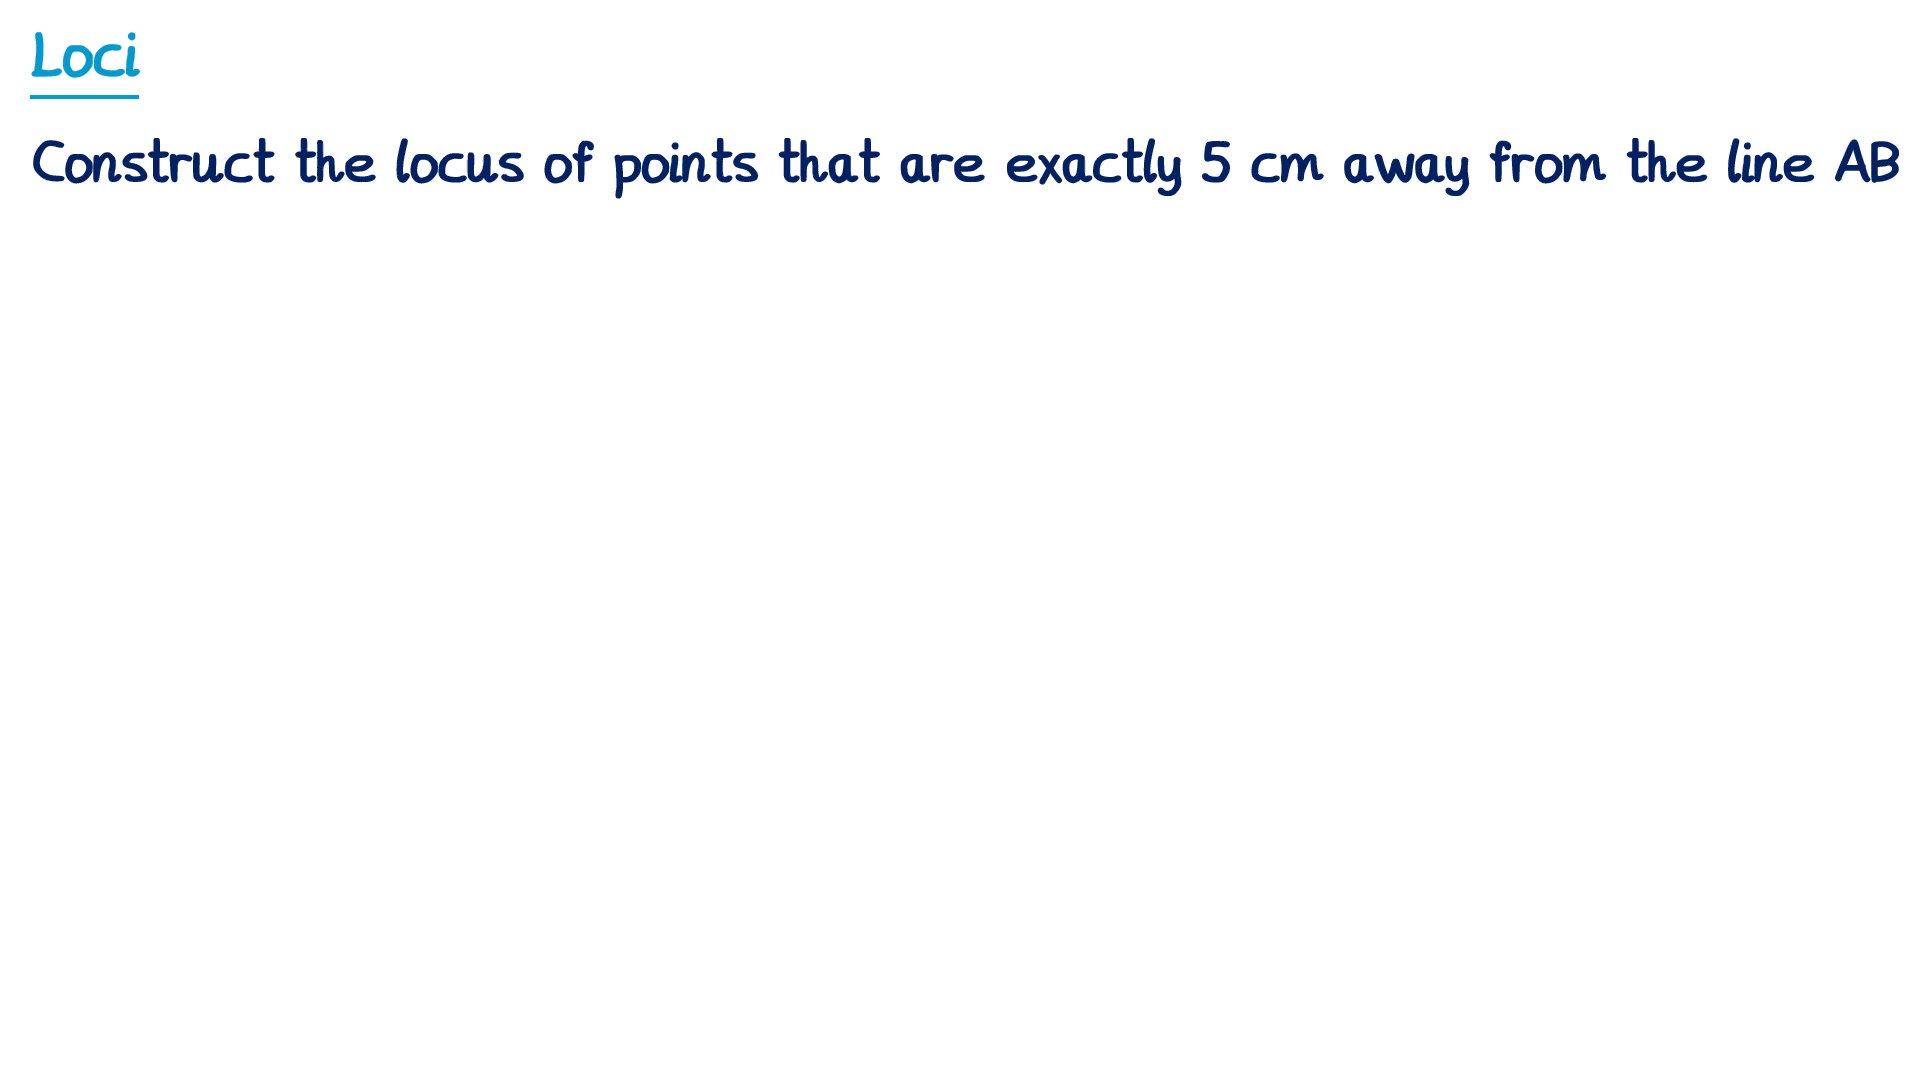 Loci
Construct the locus of points that are exactly 5 cm away from the line AB